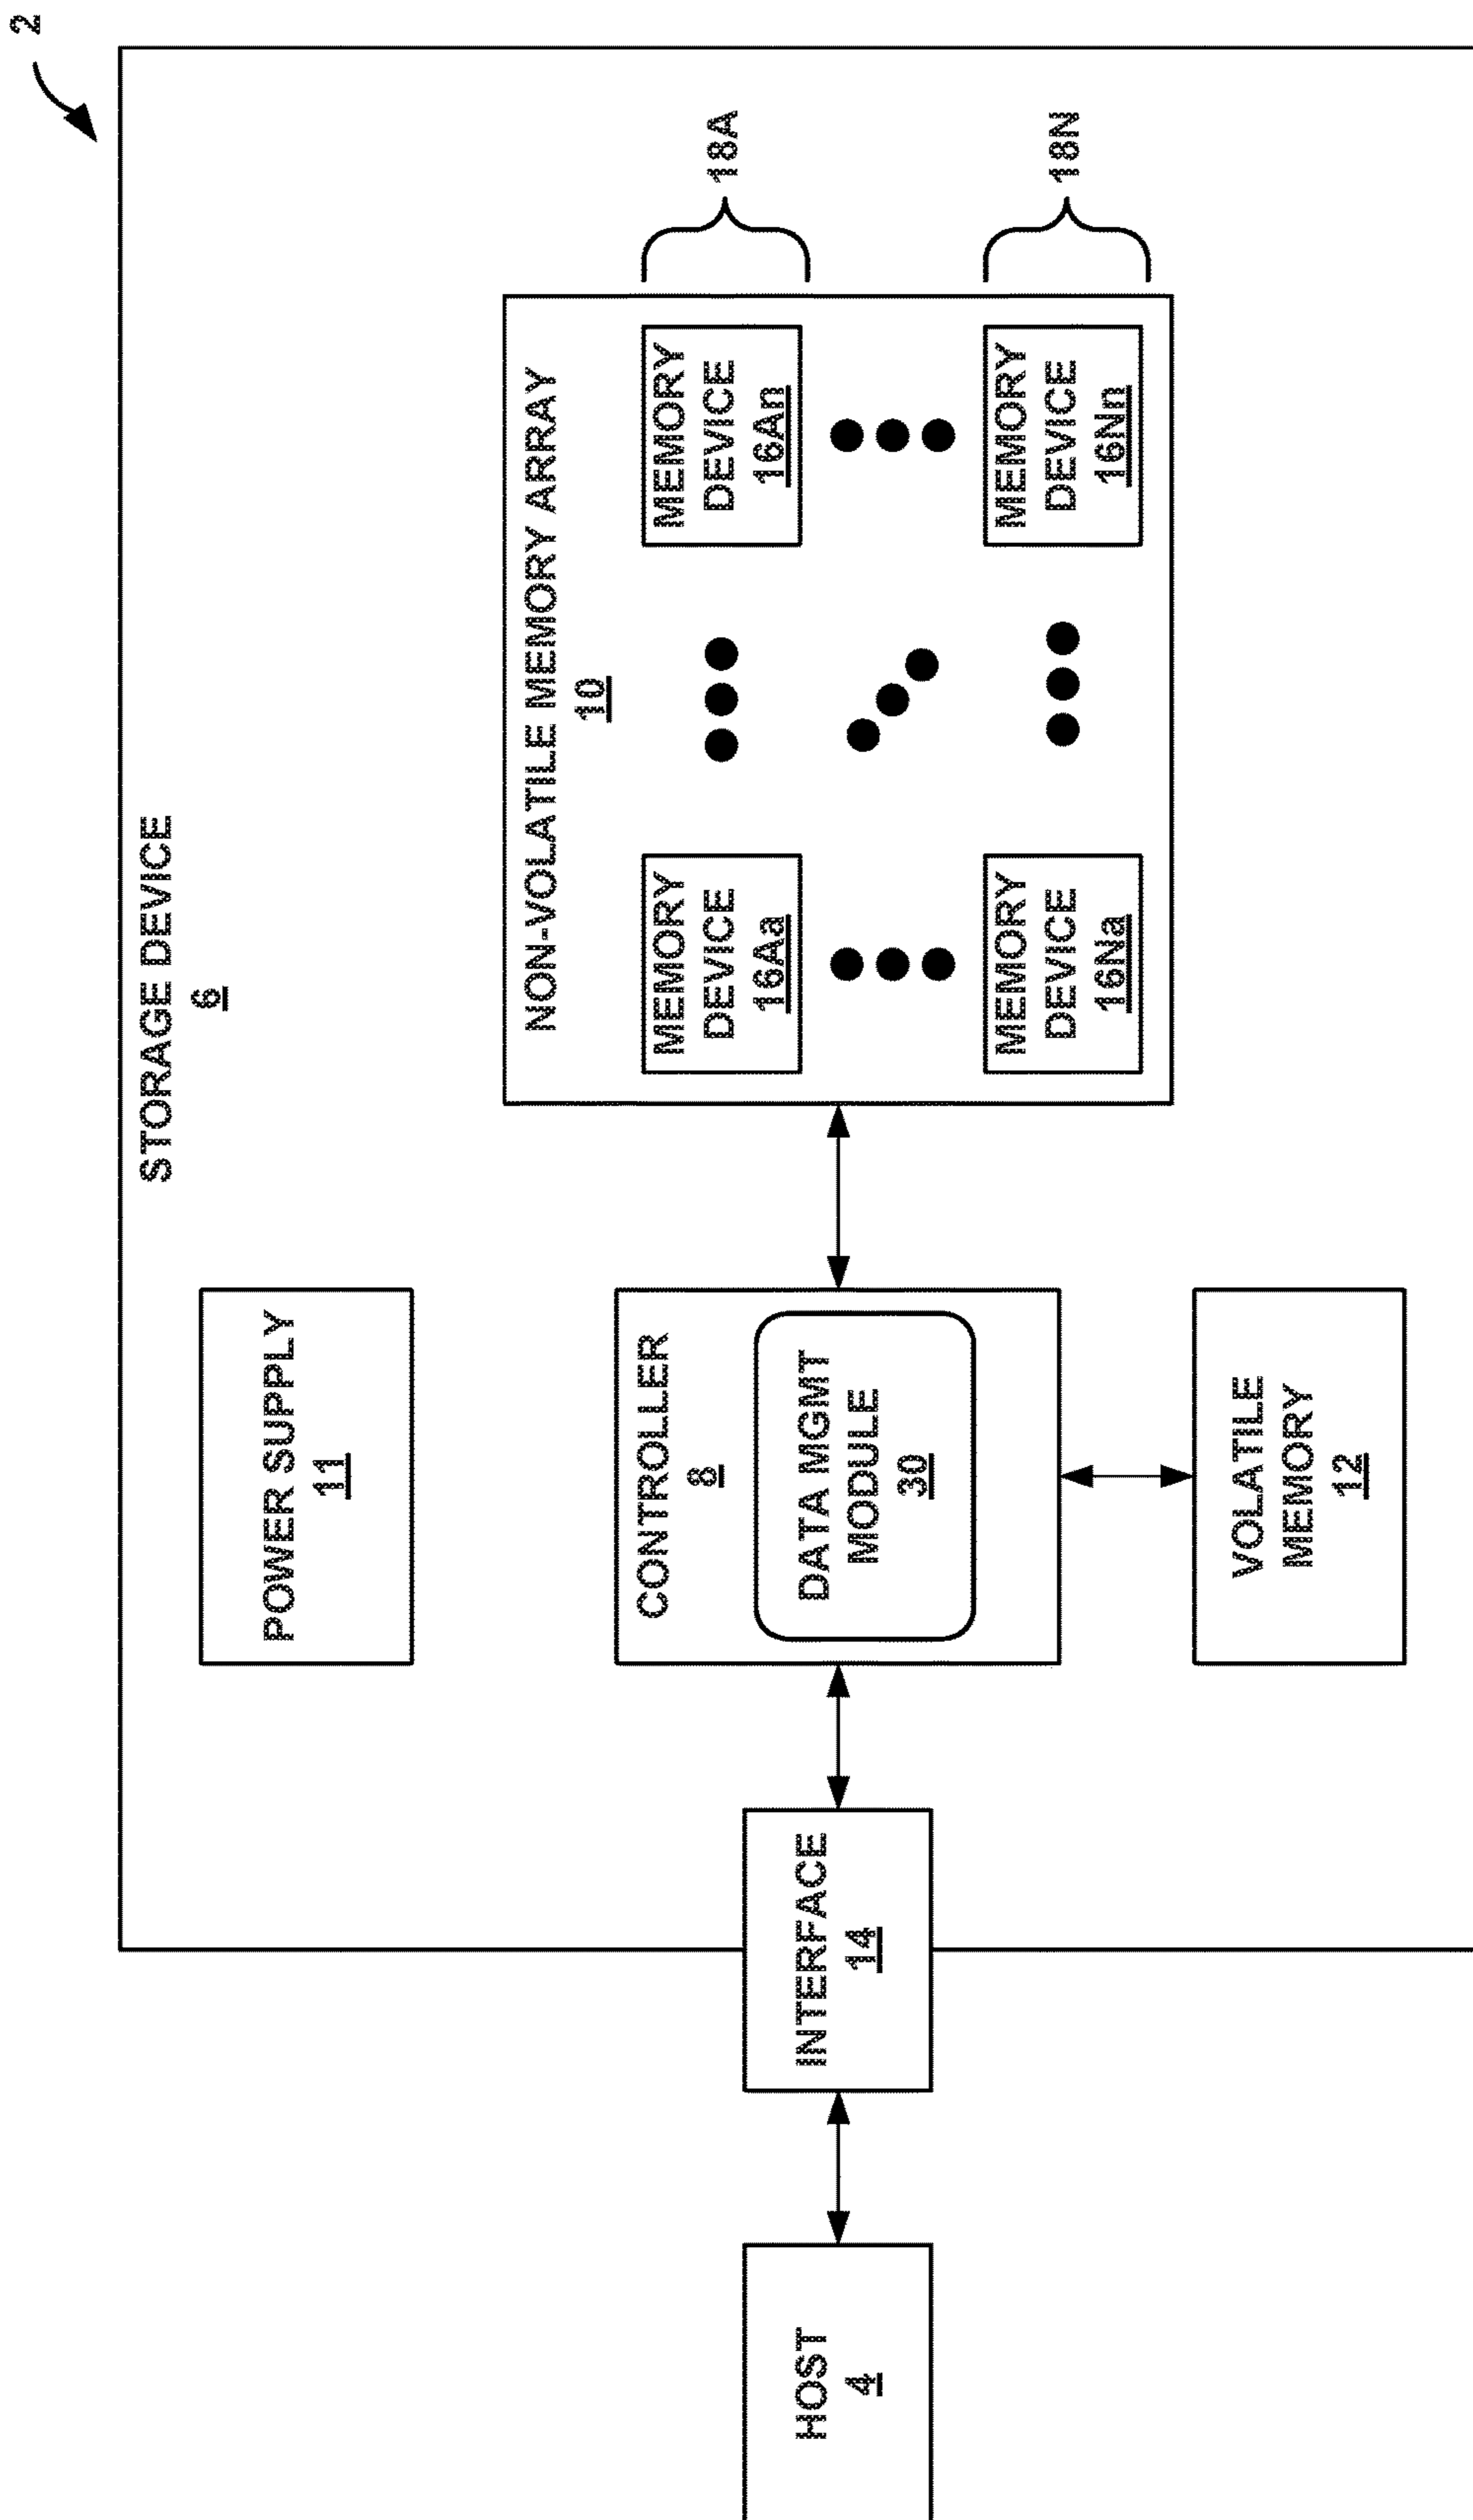 2
STORAGE DEVICE
6
POWER SUPPLY
11
NON-VOLATILE MEMORY ARRAY
10
CONTROLLER
8
DATA MGMT
MODULE
30
INTERFACE
14
HOST
4
MEMORY
DEVICE
16Aa
MEMORY
DEVICE
16An
18A
MEMORY
DEVICE
16Na
MEMORY
DEVICE
16Nn
18N
VOLATILE
MEMORY
12